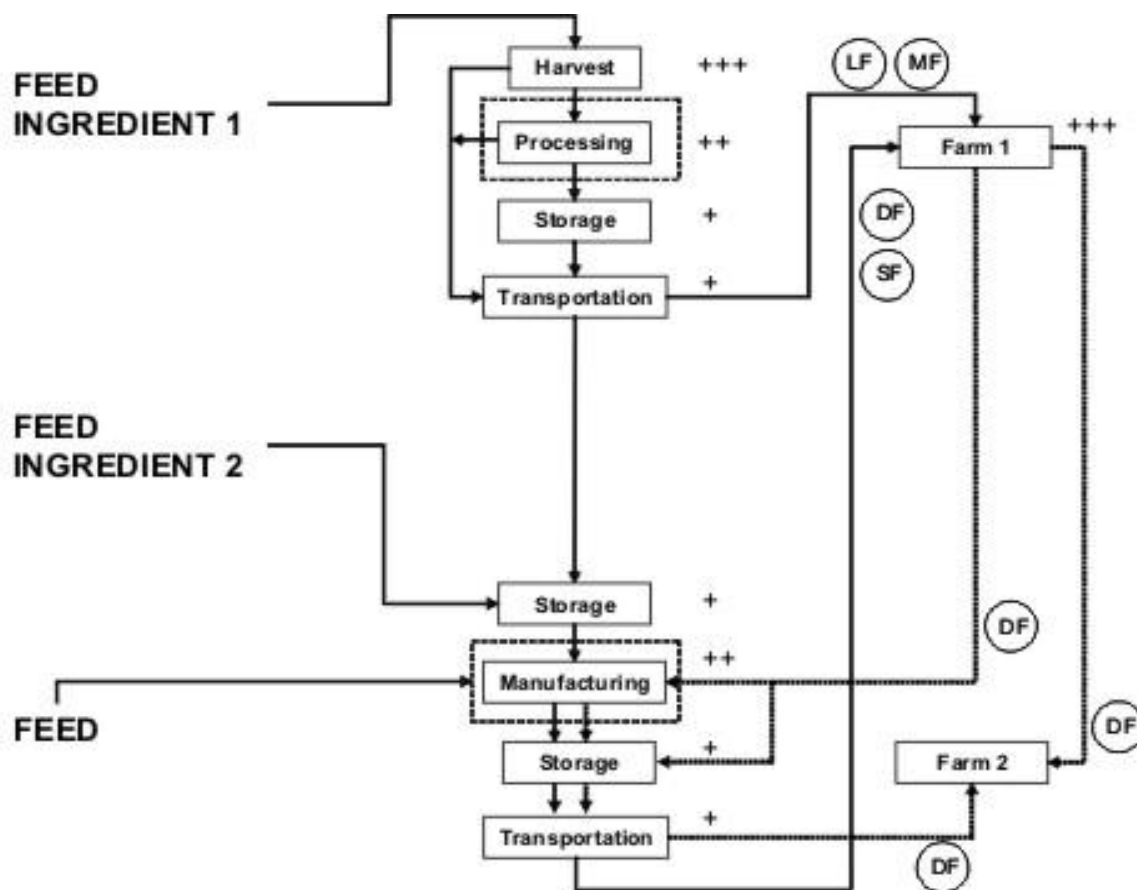 LF MF
Harvest +++
FEED
INGREDIENT 1
+++
Processing ++
Farm 1
Storage +
DF
SF
Transportation +
FEED
INGREDIENT 2
Storage +
DF
++
Manufacturing
FEED
DF
+
Storage
Farm 2
+
Transportation
DF